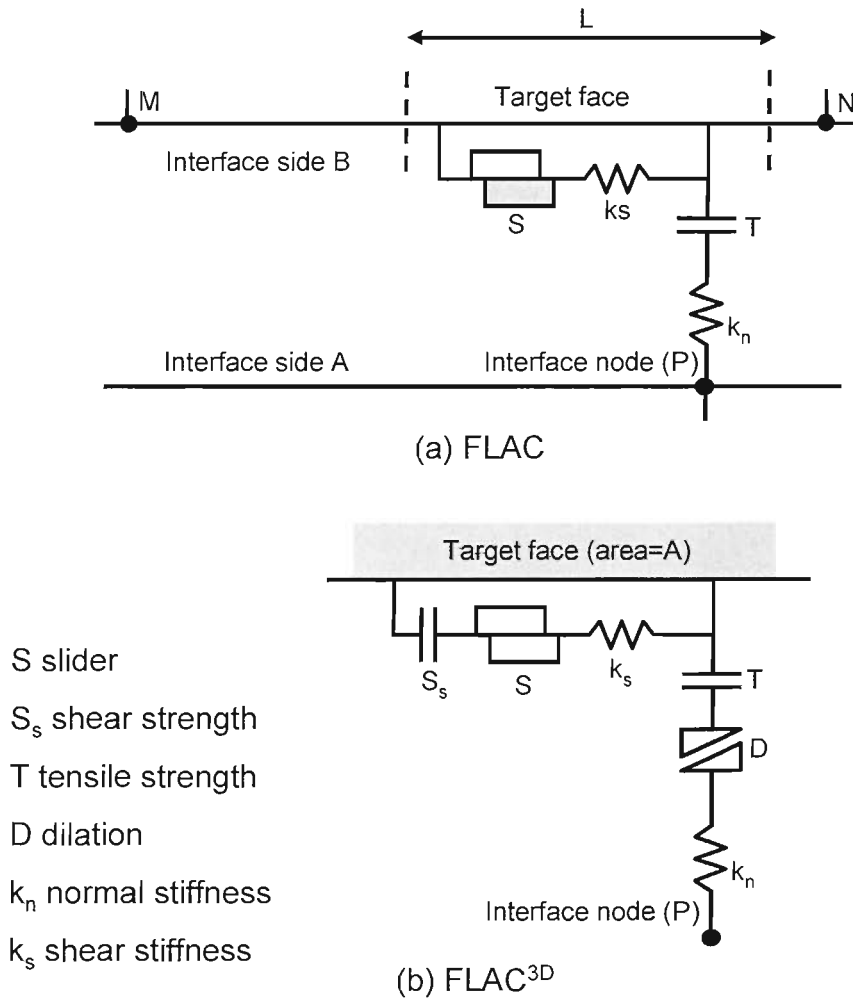 L
M
Target face
N
Interface side B
S
ks
T
kn
Interface side A
Interface node (P)
(a) FLAC
Target face (area=A)
Ss
S
ks
T
D
kn
Interface node (P)
S slider
Ss shear strength
T tensile strength
D dilation
kn normal stiffness
ks shear stiffness
(b) FLAC3D